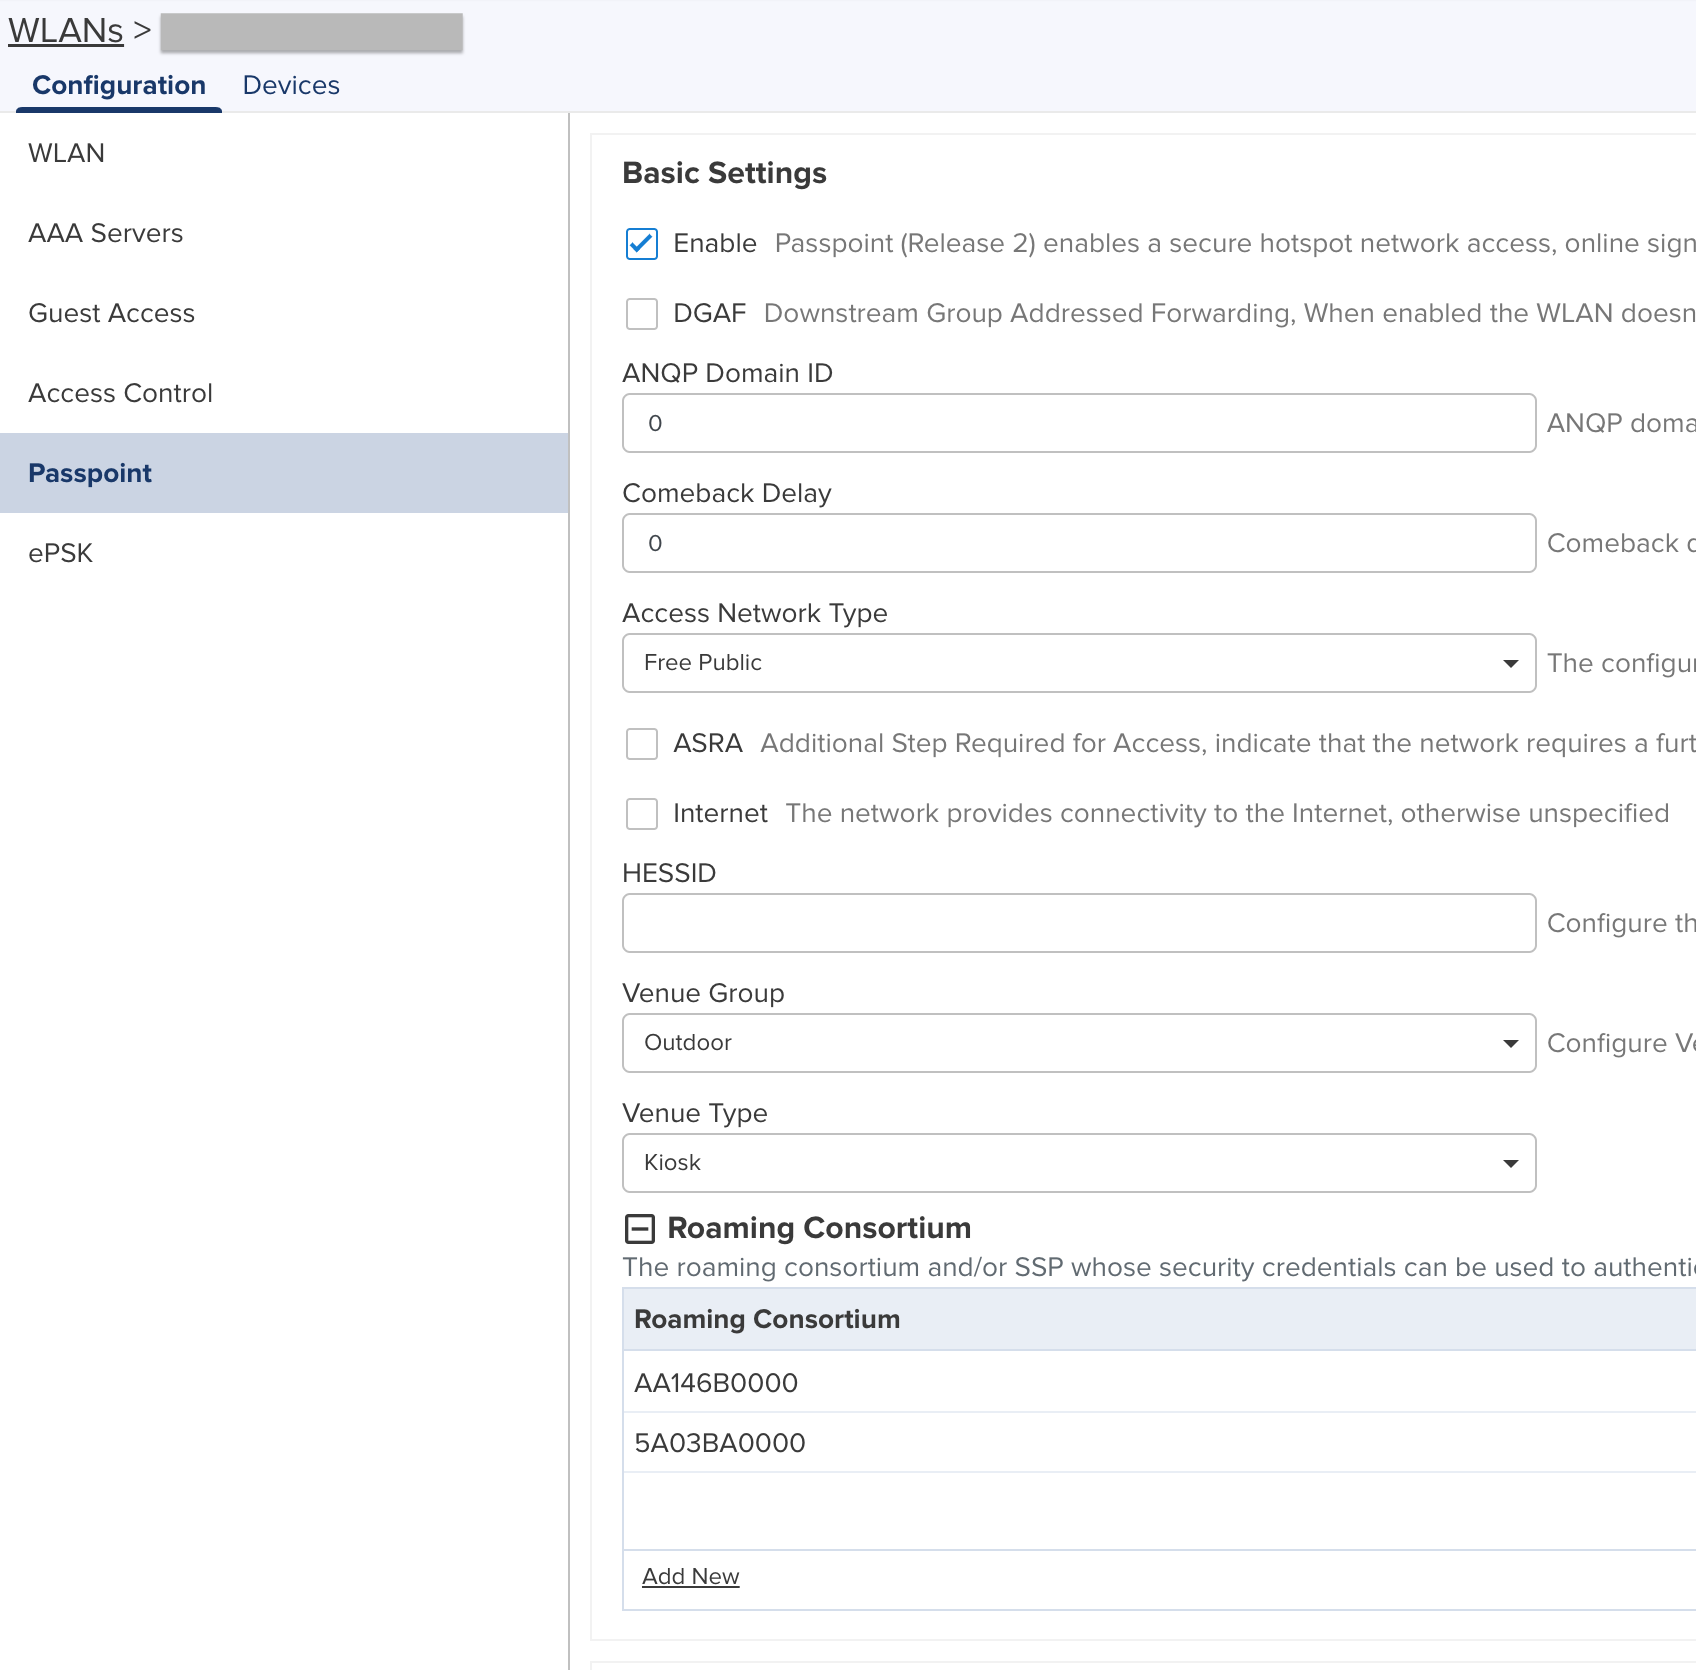 WLANs >
Configuration Devices
WLAN
AAA Servers
Guest Access
Access Control
Passpoint
ePSK
Basic Settings
Enable Passpoint (Release 2) enables a secure hotspot network access, online sign
DGAF Downstream Group Addressed Forwarding, When enabled the WLAN doesn
ANQP Domain ID
0 ANQP doma
Comeback Delay
0 Comeback
Access Network Type
Free Public The configur
ASRA Additional Step Required for Access, indicate that the network requires a furt
Internet The network provides connectivity to the Internet, otherwise unspecified
HESSID
Configure th
Venue Group
Outdoor Configure Ve
Venue Type
Kiosk
Roaming Consortium
The roaming consortium and/or SSP whose security credentials can be used to authenti
Roaming Consortium
AA146B0000
5A03BA0000
Add New